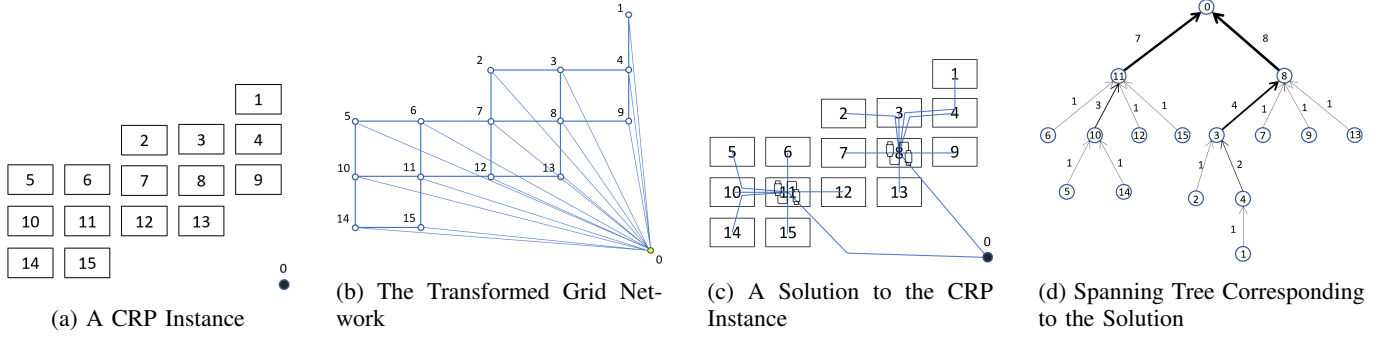 1
2 3 4
5 6 7 8 9
10 11 12 13
14 15
0
(a) A CRP Instance
1
2 3 4
5 6 7 8 9
10 11 12 13
14 15
0
(b) The Transformed Grid Net-
work
1
2 3 4
5 6 7 8 9
10 11 12 13
14 15
0
(c) A Solution to the CRP
Instance
0
7 8
11 8
1 3 1 1 4 1 1 1
6 10 12 15 3 7 9 13
1 1 1 2
5 14 2 4
1
1
(d) Spanning Tree Corresponding
to the Solution